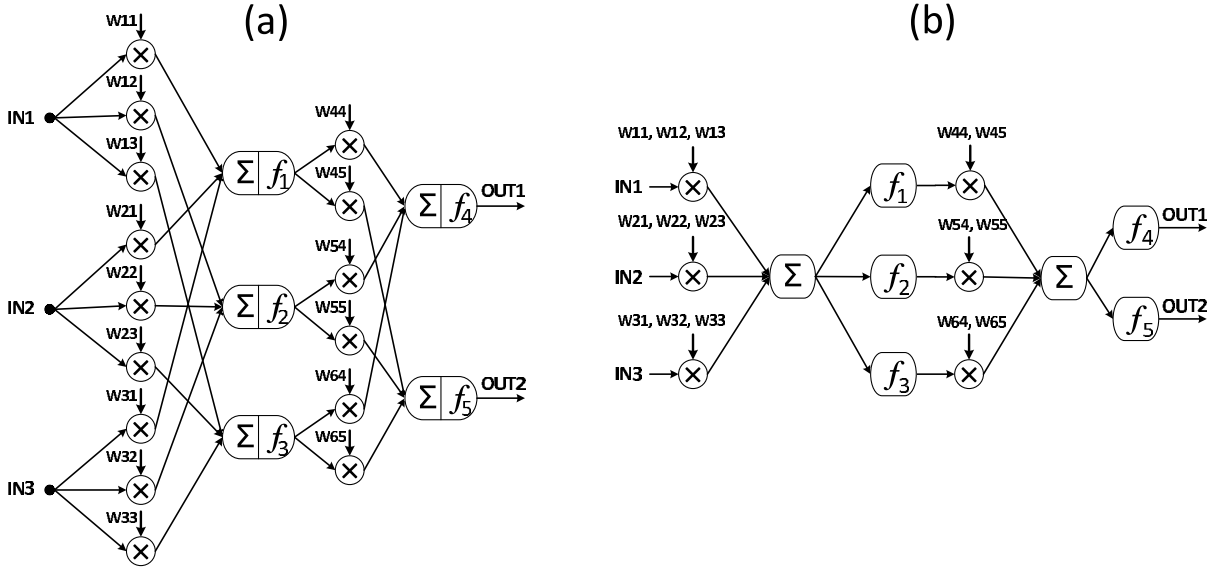 (a)
W11
W12
IN1
W13
W21
W22
IN2
W23
W31
W32
IN3
W33
Σ f1
Σ f2
Σ f3
W44
W45
W54
W55
W64
W65
Σ f4
OUT1
Σ f5
OUT2
(b)
W11, W12, W13
IN1
W21, W22, W23
IN2
W31, W32, W33
IN3
Σ
f1
f2
f3
W44, W45
W54, W55
W64, W65
Σ
f4
OUT1
f5
OUT2